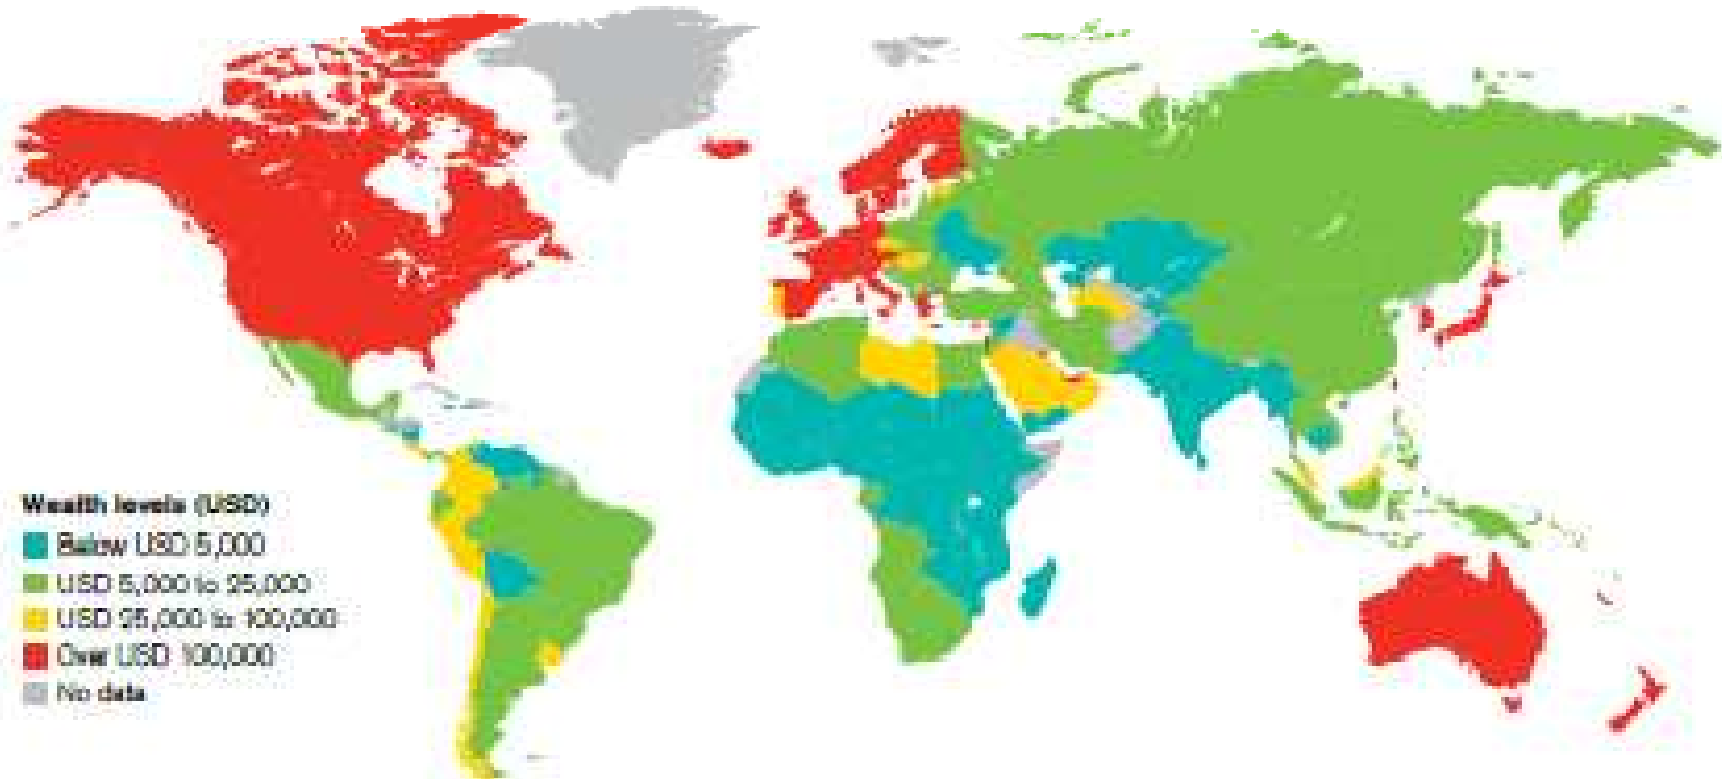 Wealth levels (USD)
Below USD 5,000
USD 5,000 to 25,000
USD 25,000 to 100,000
Over USD 100,000
No data